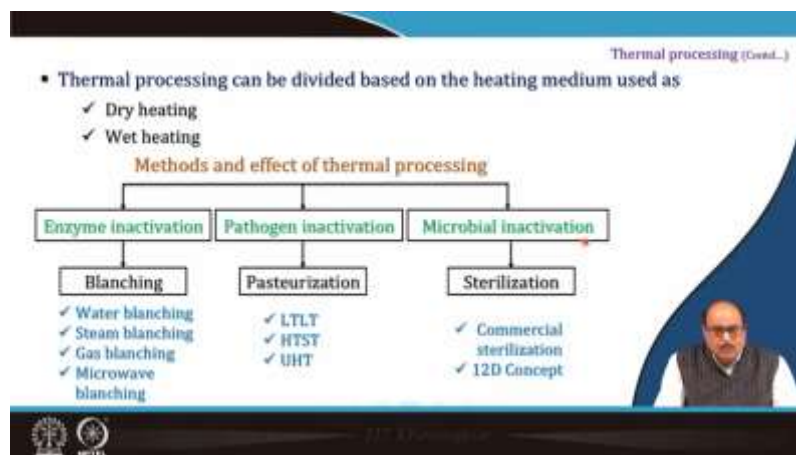 Thermal processing (Contd...)
▪ Thermal processing can be divided based on the heating medium used as
✓ Dry heating
✓ Wet heating
Methods and effect of thermal processing
Enzyme inactivation
Pathogen inactivation
Microbial inactivation
Blanching
Pasteurization
Sterilization
✓ Water blanching
✓ Steam blanching
✓ Gas blanching
✓ Microwave
blanching
✓ LTLT
✓ HTST
✓ UHT
✓ Commercial
sterilization
✓ 12D Concept
NPTEL